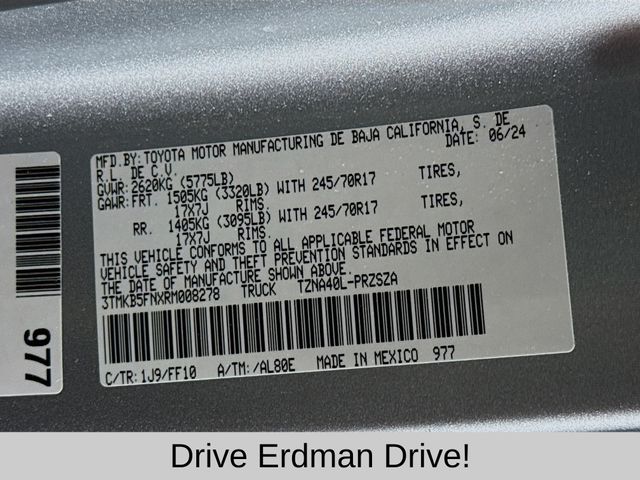 MFD.BY: TOYOTA MOTOR MANUFACTURING DE BAJA CALIFORNIA, S. DE
R.L. DE C.V. DATE: 06/24
GVWR: 2620KG (5775LB)
GAWR: FRT. 1505KG (3320LB) WITH 245/70R17 TIRES,
17X7J RIMS.
RR. 1405KG (3095LB) WITH 245/70R17 TIRES,
17X7J RIMS.
THIS VEHICLE CONFORMS TO ALL APPLICABLE FEDERAL MOTOR
VEHICLE SAFETY AND THEFT PREVENTION STANDARDS IN EFFECT ON
THE DATE OF MANUFACTURE SHOWN ABOVE.
3TMKB5FNXRM008278 TRUCK TZNA40L-PRZSZA
C/TR: 1J9/FF10 A/TM: /AL80E MADE IN MEXICO 977
977
Drive Erdman Drive!